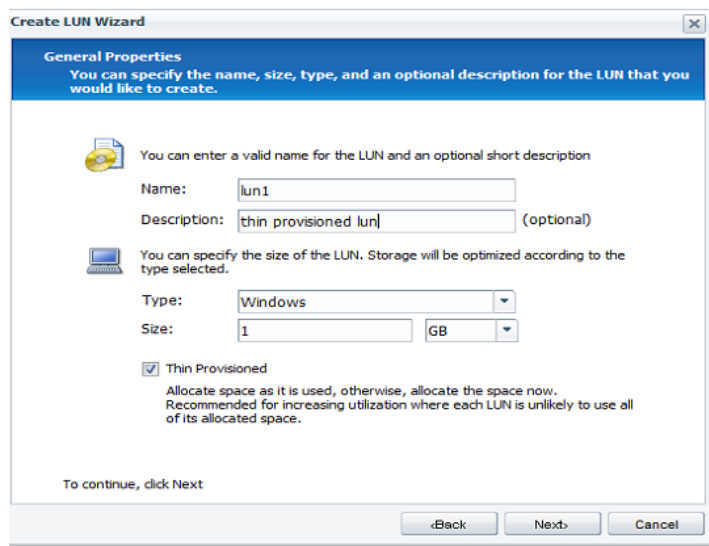 Create LUN Wizard
General Properties
You can specify the name, size, type, and an optional description for the LUN that you
would like to create.
You can enter a valid name for the LUN and an optional short description
Name: lun1
Description: thin provisioned lun (optional)
You can specify the size of the LUN. Storage will be optimized according to the
type selected.
Type: Windows
Size: 1 GB
Thin Provisioned
Allocate space as it is used, otherwise, allocate the space now.
Recommended for increasing utilization where each LUN is unlikely to use all
of its allocated space.
To continue, click Next
‹Back Next› Cancel